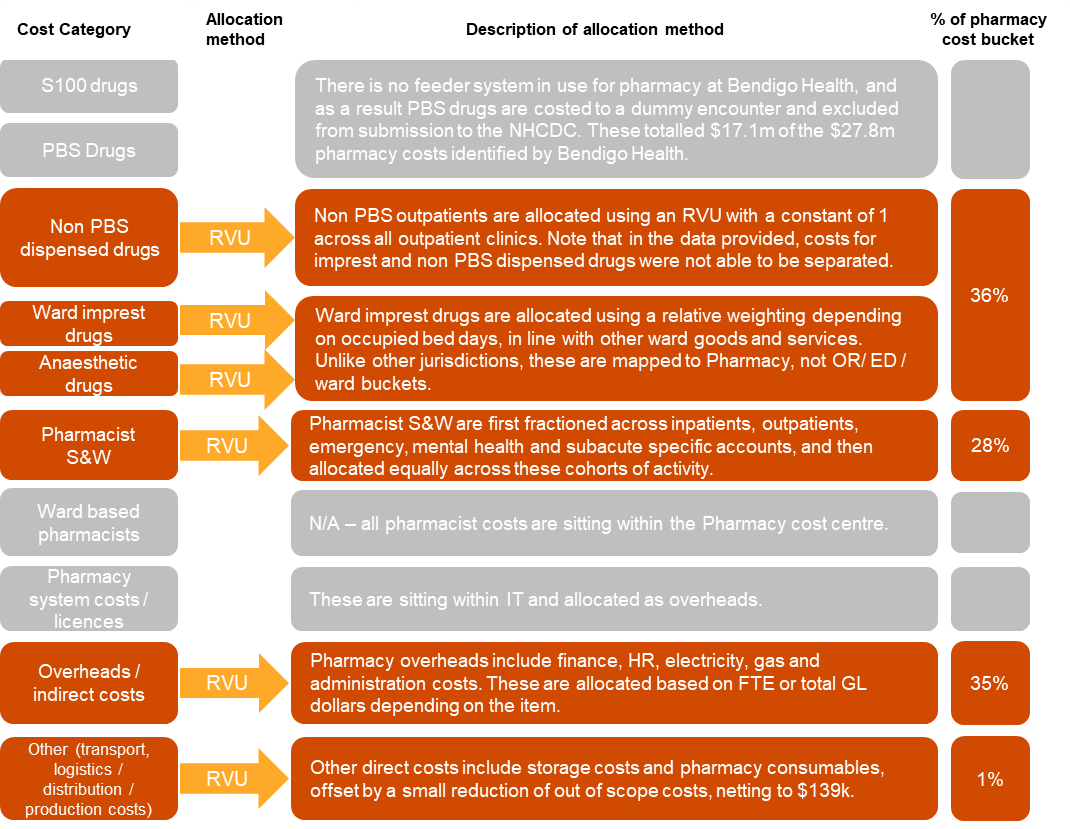 Cost Category
Allocation
method
Description of allocation method
% of pharmacy
cost bucket
S100 drugs
PBS Drugs
There is no feeder system in use for pharmacy at Bendigo Health, and
as a result PBS drugs are costed to a dummy encounter and excluded
from submission to the NHCDC. These totalled $17.1m of the $27.8m
pharmacy costs identified by Bendigo Health.
Non PBS
dispensed drugs
RVU
Non PBS outpatients are allocated using an RVU with a constant of 1
across all outpatient clinics. Note that in the data provided, costs for
imprest and non PBS dispensed drugs were not able to be separated.
36%
Ward imprest
drugs
RVU
Anaesthetic
drugs
RVU
Ward imprest drugs are allocated using a relative weighting depending
on occupied bed days, in line with other ward goods and services.
Unlike other jurisdictions, these are mapped to Pharmacy, not OR/ ED /
ward buckets.
Pharmacist
S&W
RVU
Pharmacist S&W are first fractioned across inpatients, outpatients,
emergency, mental health and subacute specific accounts, and then
allocated equally across these cohorts of activity.
28%
Ward based
pharmacists
N/A – all pharmacist costs are sitting within the Pharmacy cost centre.
Pharmacy
system costs /
licences
These are sitting within IT and allocated as overheads.
Overheads /
indirect costs
RVU
Pharmacy overheads include finance, HR, electricity, gas and
administration costs. These are allocated based on FTE or total GL
dollars depending on the item.
35%
Other (transport,
logistics /
distribution /
production costs)
RVU
Other direct costs include storage costs and pharmacy consumables,
offset by a small reduction of out of scope costs, netting to $139k.
1%